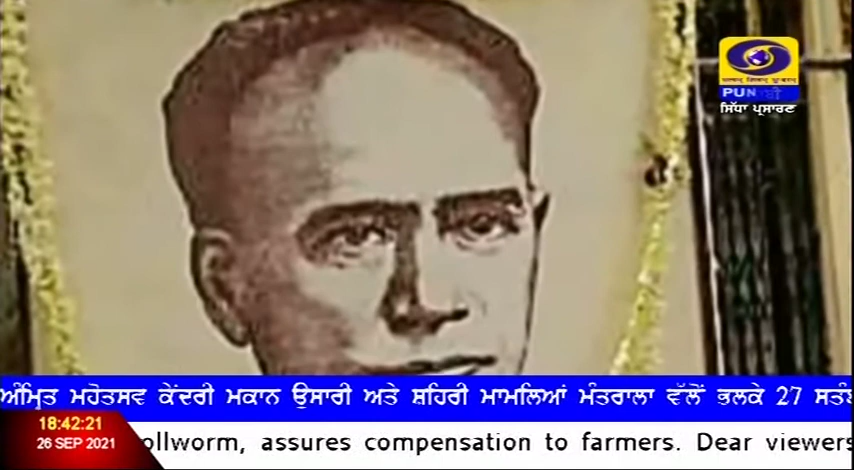 PUN
ਸਿੱਧਾ ਪ੍ਰਸਾਰਣ
ਅੰਮ੍ਰਿਤ ਮਹੋਤਸਵ ਕੇਂਦਰੀ ਮਕਾਨ ਉਸਾਰੀ ਅਤੇ ਸ਼ਹਿਰੀ ਮਾਮਲਿਆਂ ਮੰਤਰਾਲਾ ਵੱਲੋਂ ਭਲਕੇ 27 ਸਤੰ
18:42:21
26 SEP 2021
ollworm, assures compensation to farmers. Dear viewers